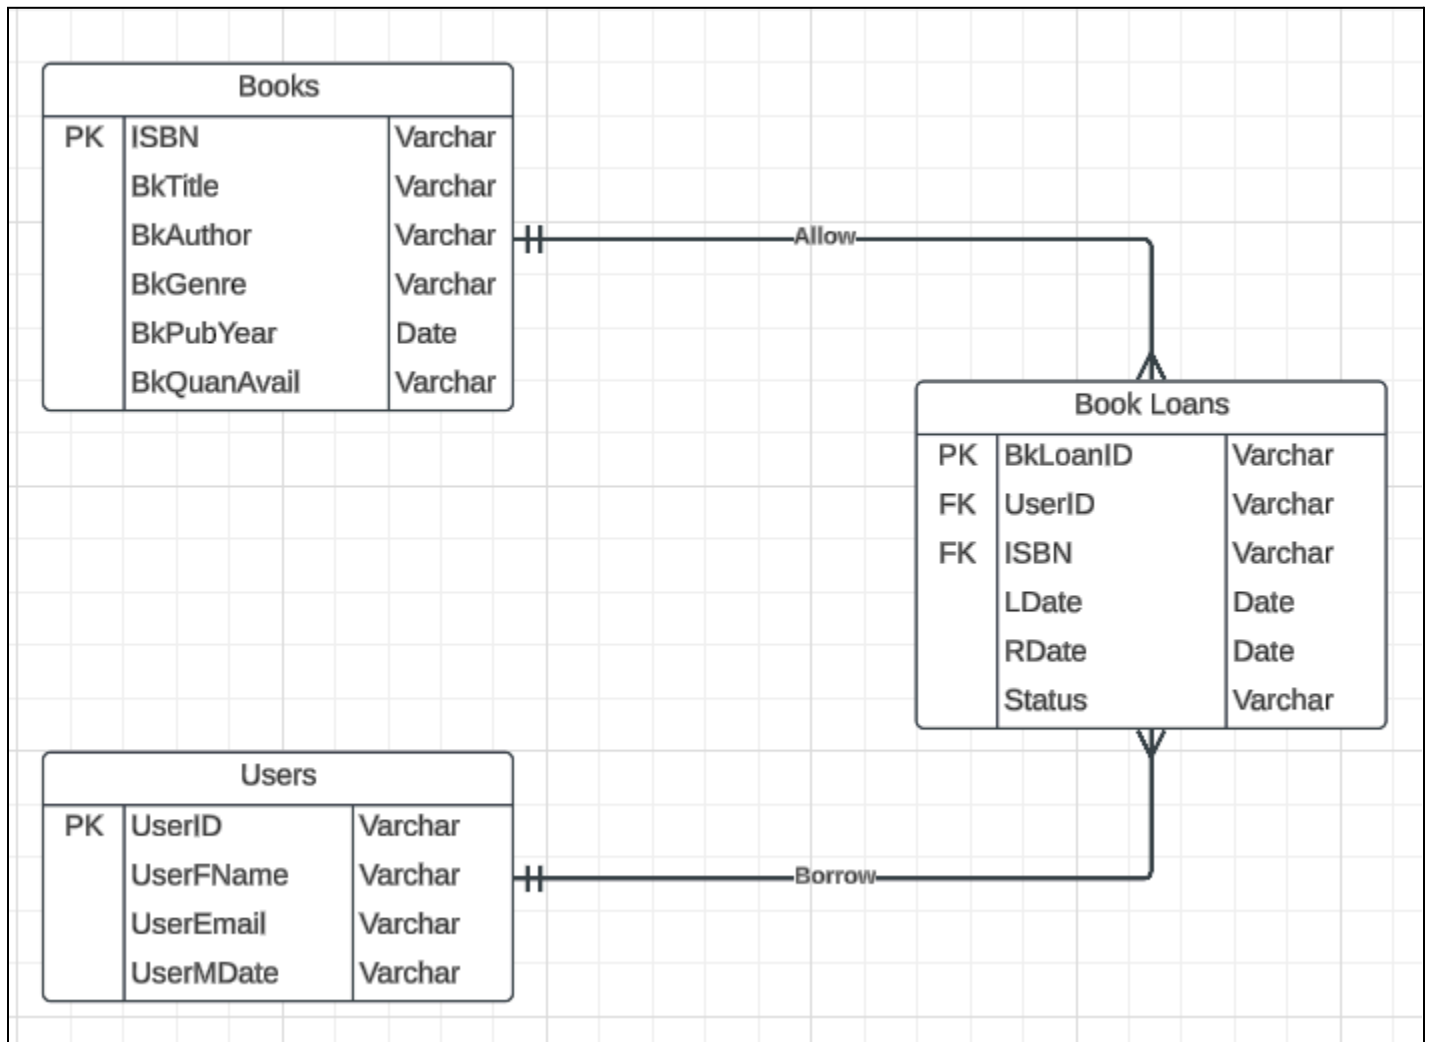 Books
PK ISBN Varchar
BkTitle Varchar
BkAuthor Varchar
BkGenre Varchar
BkPubYear Date
BkQuanAvail Varchar
Allow
Book Loans
PK BkLoanID Varchar
FK UserID Varchar
FK ISBN Varchar
LDate Date
RDate Date
Status Varchar
Users
PK UserID Varchar
UserFName Varchar
UserEmail Varchar
UserMDate Varchar
Borrow